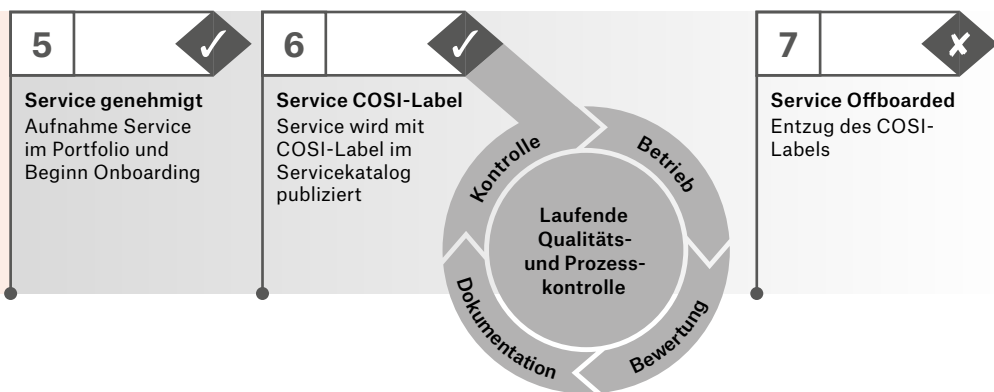 5
Service genehmigt
Aufnahme Service
im Portfolio und
Beginn Onboarding
6
Service COSI-Label
Service wird mit
COSI-Label im
Servicekatalog
publiziert
Kontrolle
Betrieb
Bewertung
Dokumentation
Laufende
Qualitäts-
und Prozess-
kontrolle
7
Service Offboarded
Entzug des COSI-
Labels